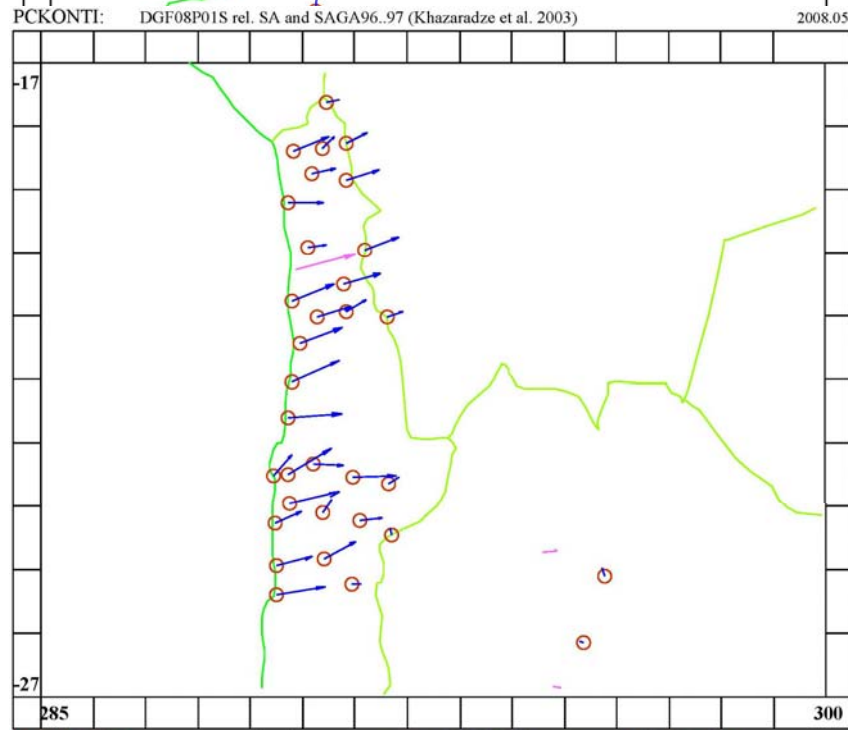 PCKONTI: DGF08P01S rel. SA and SAGA96..97 (Khazaradze et al. 2003) 2008.05
-17
-27
285 300